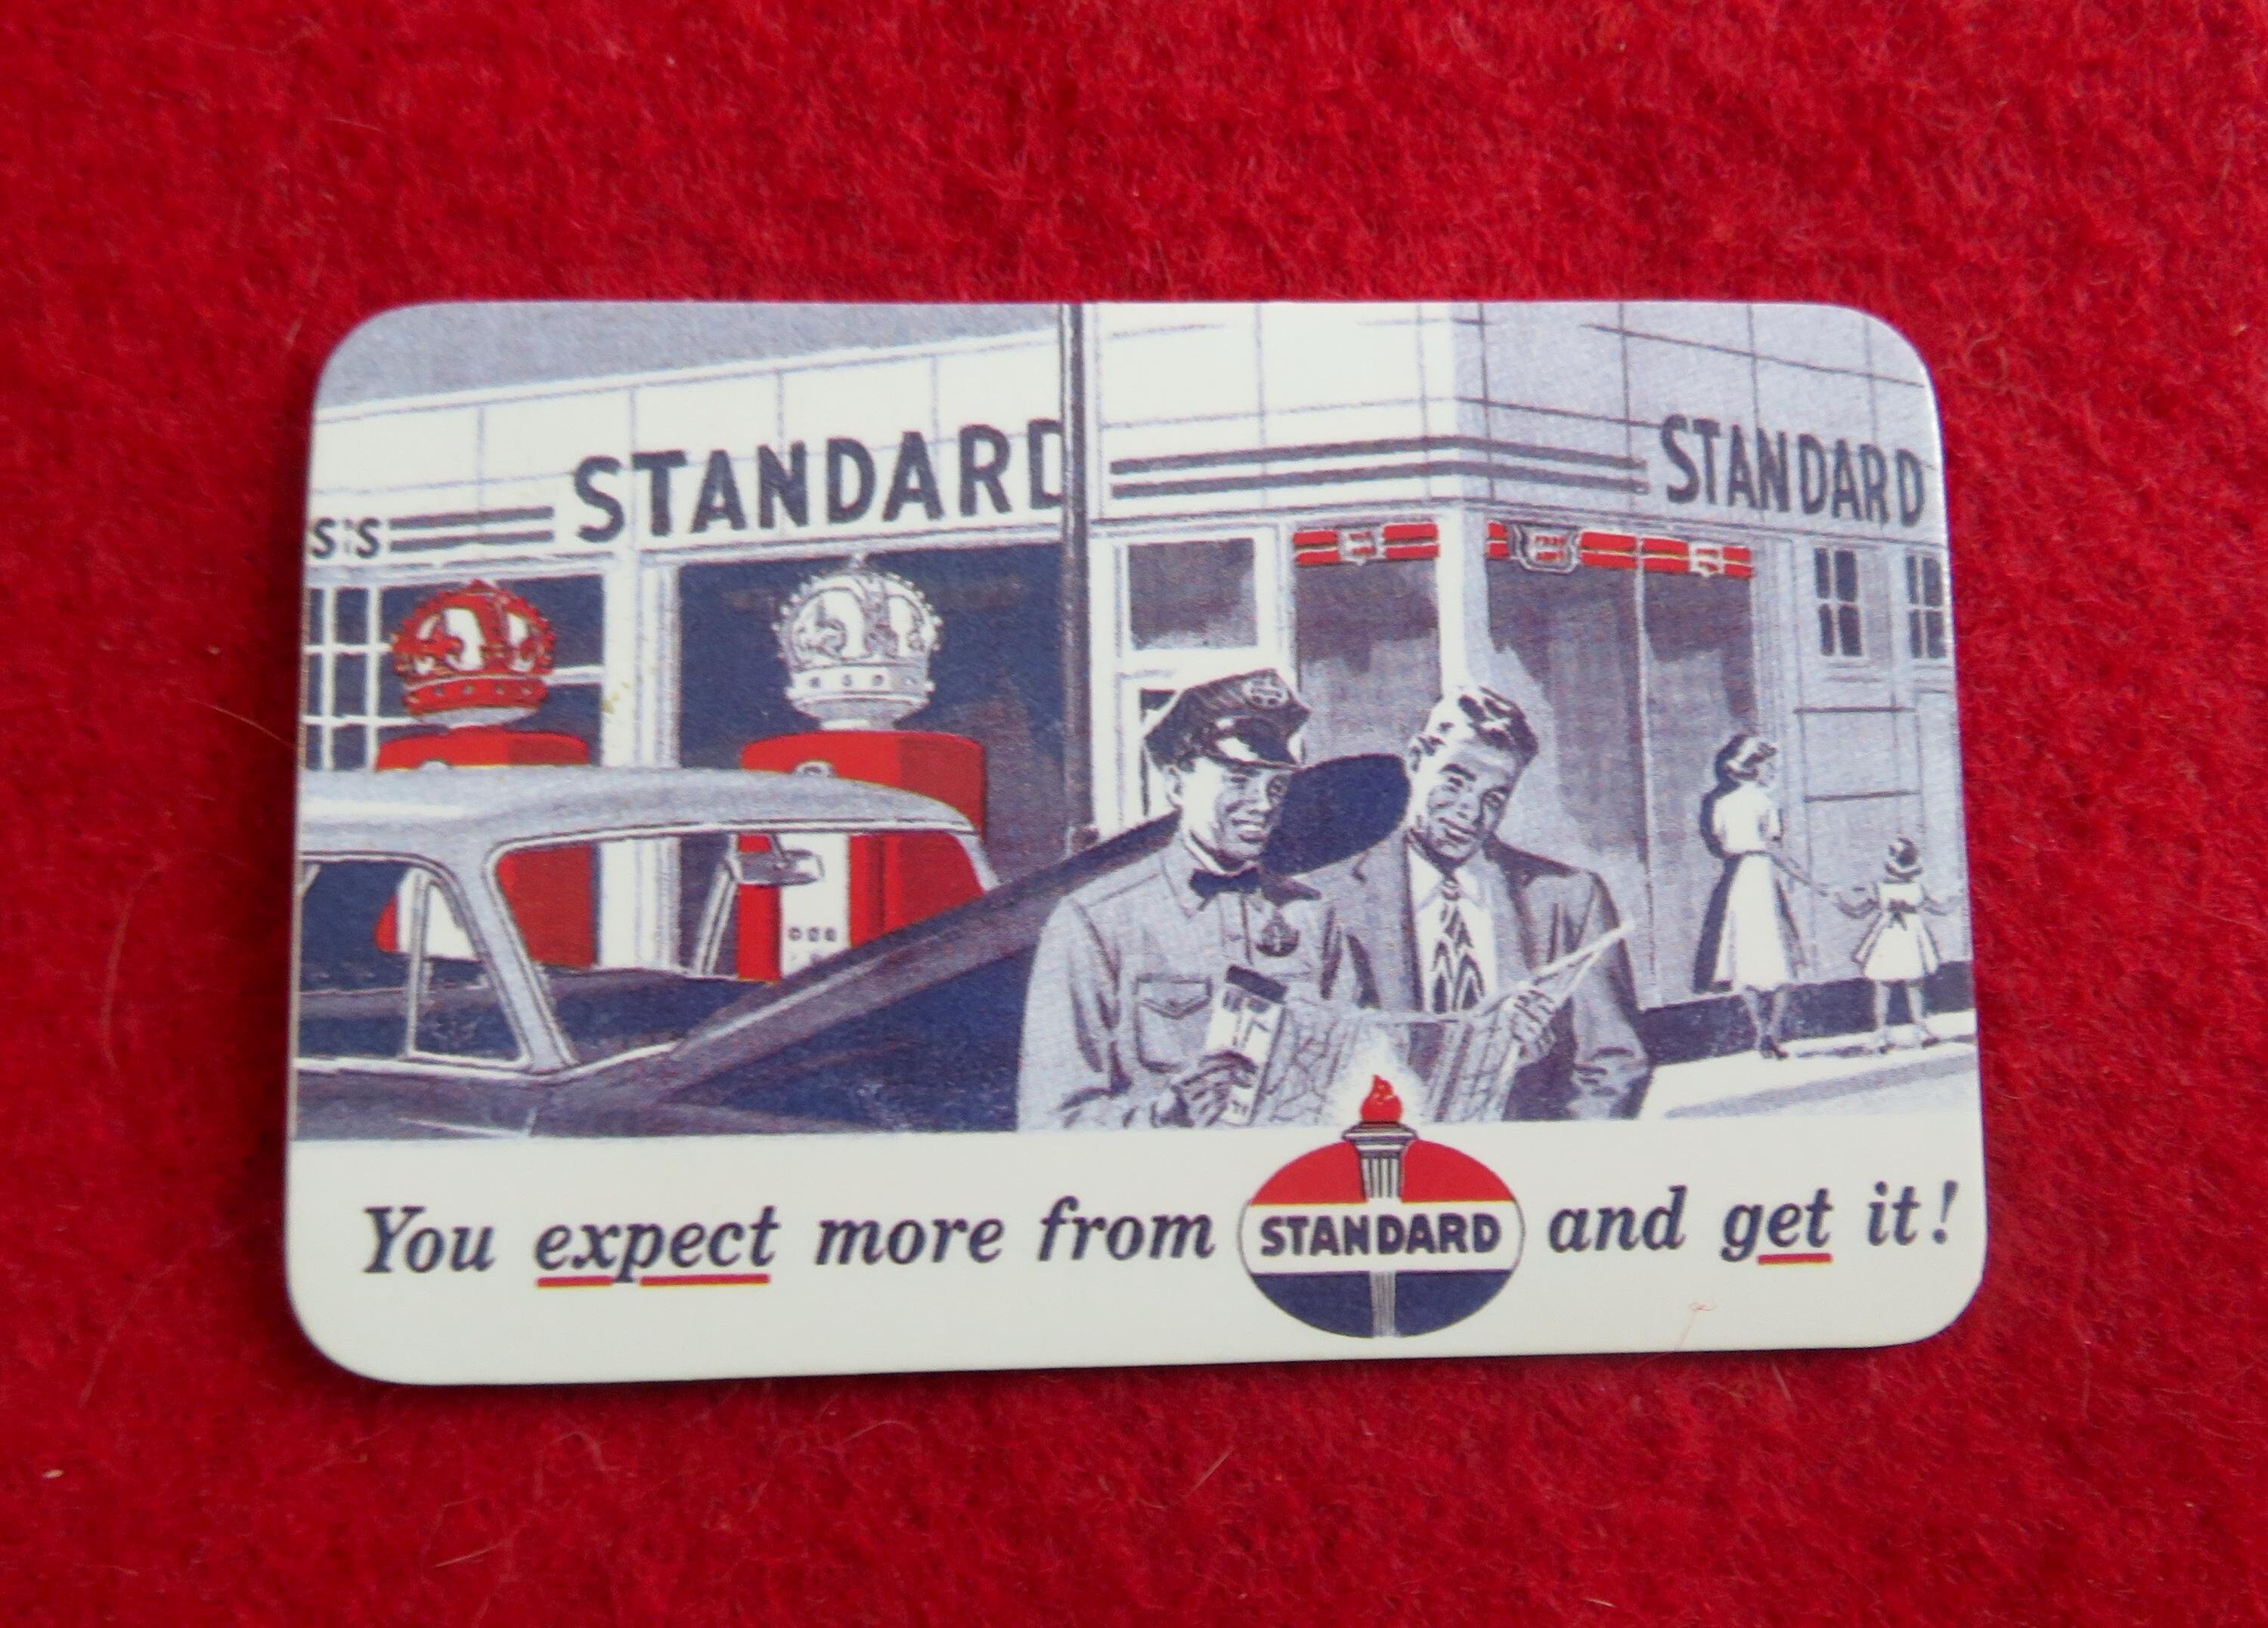 STANDARD
STANDARD
S:S
You expect more from STANDARD and get it!